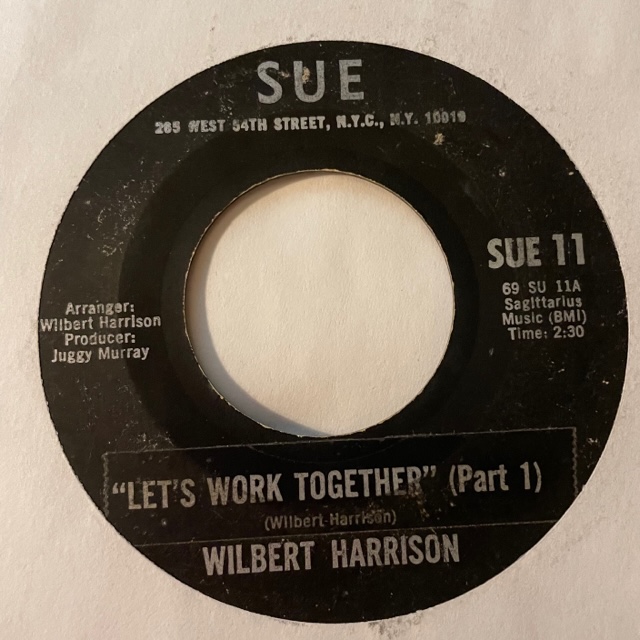 SUE
265 WEST 54TH STREET, N.Y.C., N.Y. 10019
SUE 11
69 SU 11A
Sagittarius
Music (BMI)
Time: 2:30
Arranger:
Wilbert Harrison
Producer:
Juggy Murray
"LET'S WORK TOGETHER" (Part 1)
(Wilbert Harrison)
WILBERT HARRISON